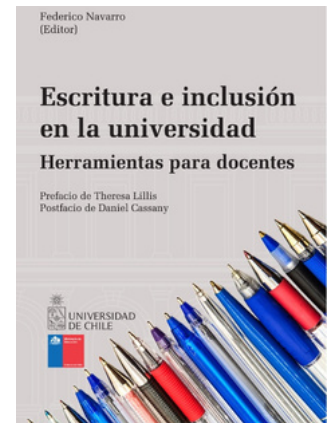 Federico Navarro
(Editor)
Escritura e inclusión
en la universidad
Herramientas para docentes
Prefacio de Theresa Lillis
Postfacio de Daniel Cassany
UNIVERSIDAD
DE CHILE